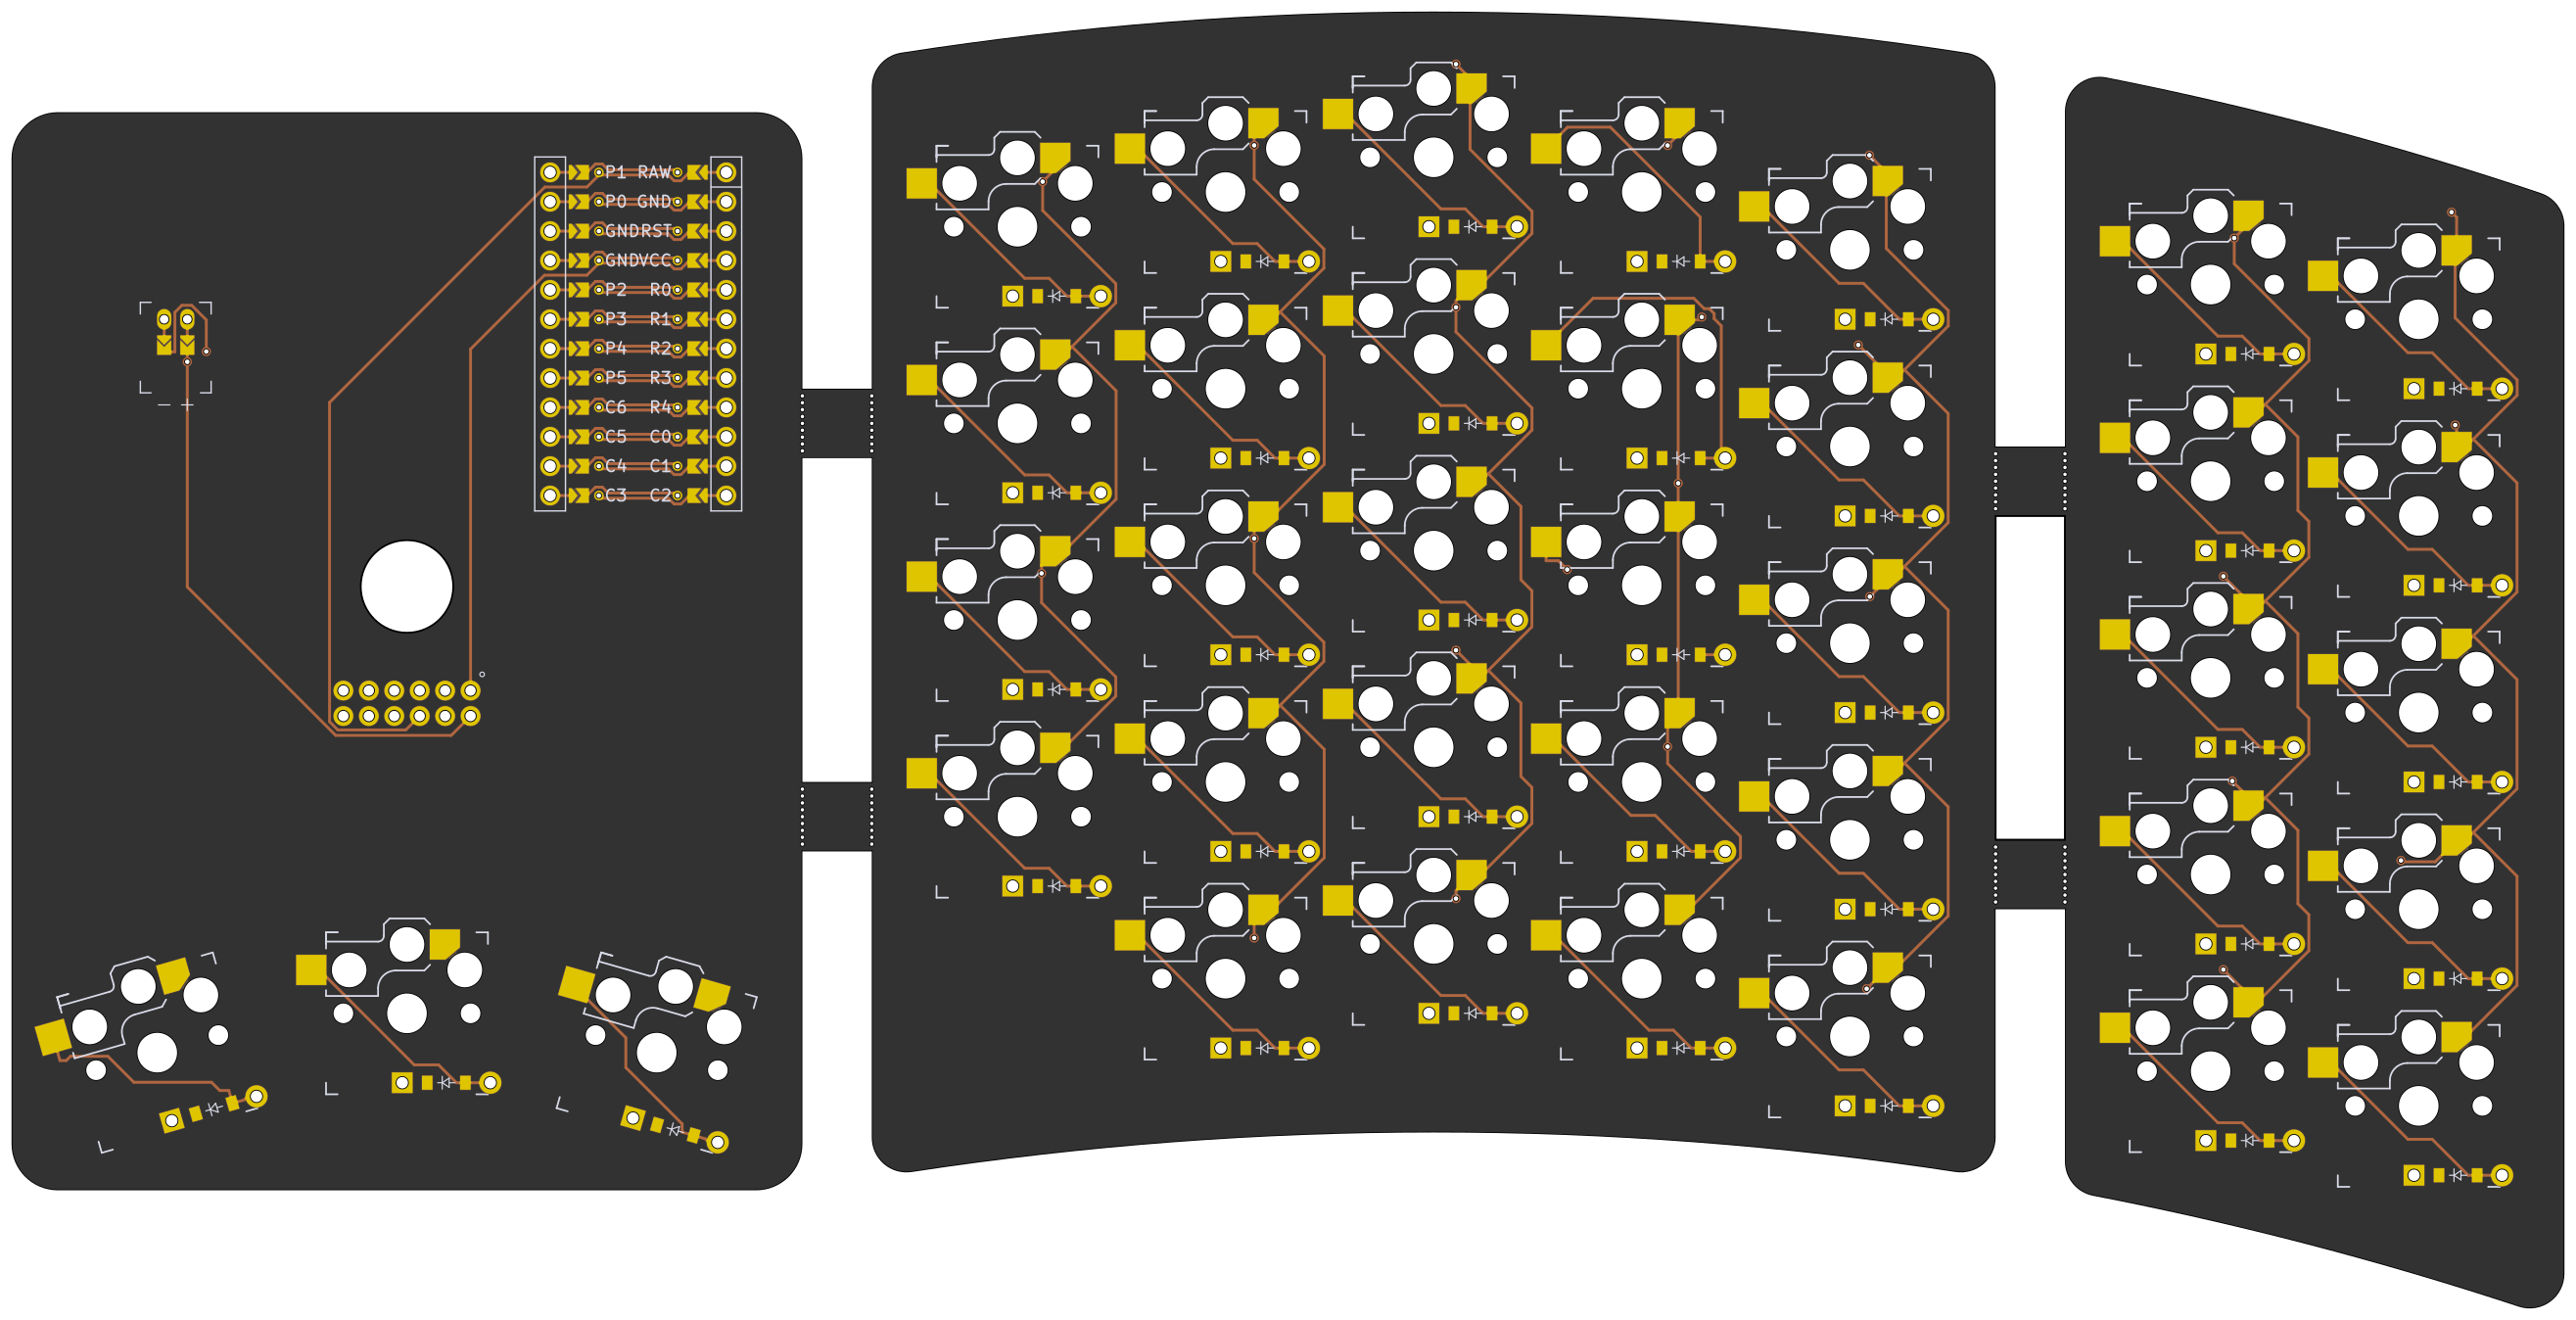 P1 RAW
P0 GND
GND RST
GND VCC
P2 R0
P3 R1
P4 R2
P5 R3
C6 R4
C5 C0
C4 C1
C3 C2
− +